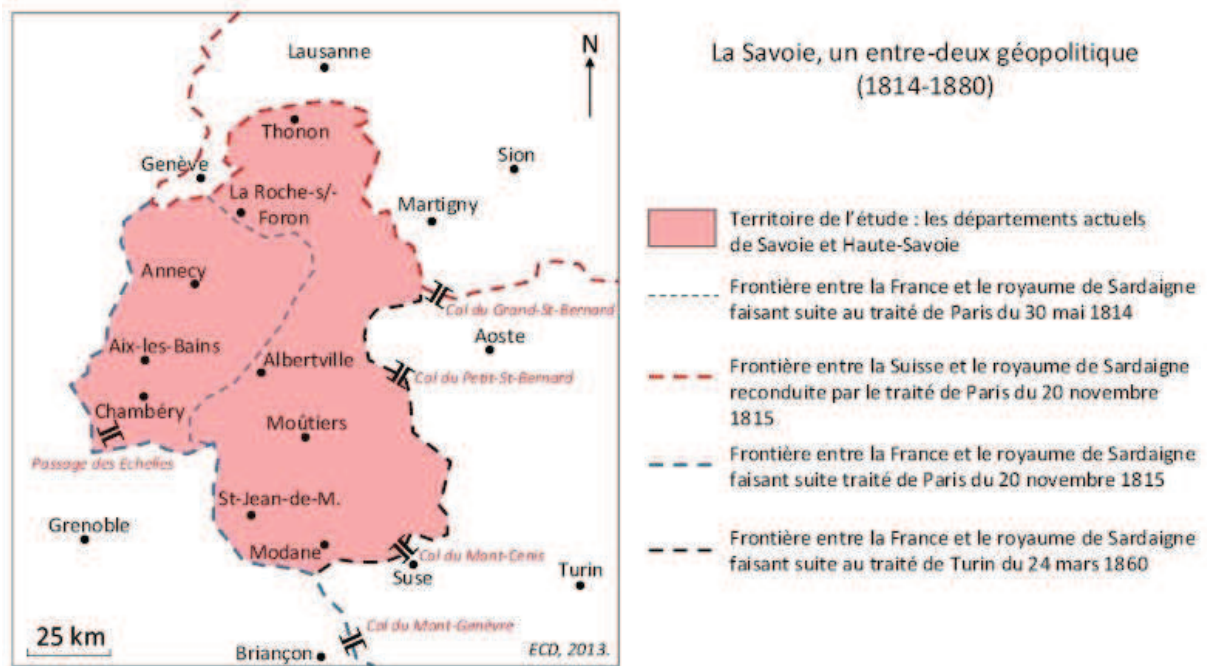 Lausanne
N
Thonon
Genève
Sion
La Roche-s/-
Foron
Martigny
Annecy
Col du Grand-St-Bernard
Aoste
Aix-les-Bains
Albertville
Col du Petit-St-Bernard
Chambéry
Moûtiers
Passage des Echelles
St-Jean-de-M.
Grenoble
Modane
Col du Mont-Cenis
Suse
Turin
Col du Mont-Genèvre
25 km
Briançon
ECD, 2013.
La Savoie, un entre-deux géopolitique
(1814-1880)
Territoire de l'étude : les départements actuels
de Savoie et Haute-Savoie
Frontière entre la France et le royaume de Sardaigne
faisant suite au traité de Paris du 30 mai 1814
Frontière entre la Suisse et le royaume de Sardaigne
reconduite par le traité de Paris du 20 novembre
1815
Frontière entre la France et le royaume de Sardaigne
faisant suite traité de Paris du 20 novembre 1815
Frontière entre la France et le royaume de Sardaigne
faisant suite au traité de Turin du 24 mars 1860